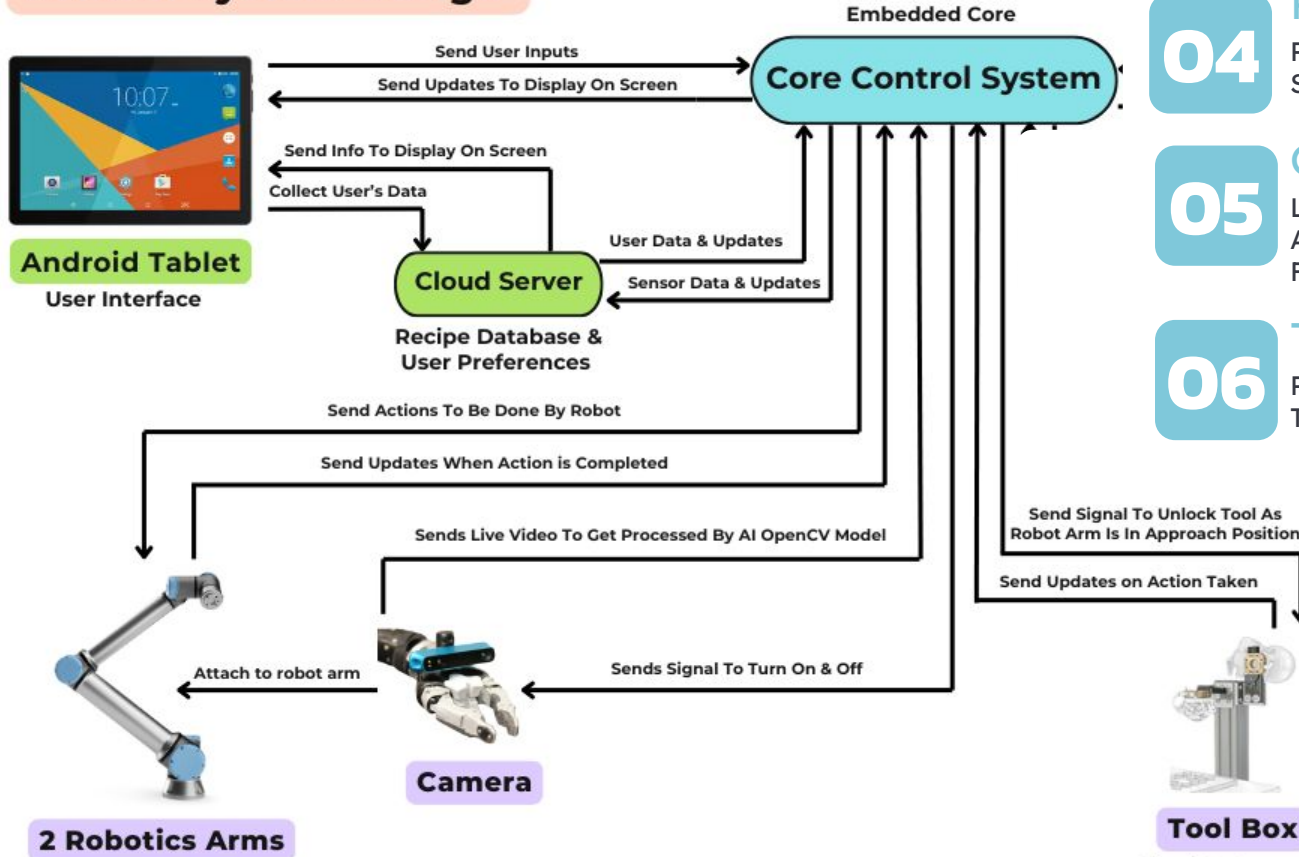 Embedded Core
Core Control System
Send User Inputs
Send Updates To Display On Screen
10:07
Send Info To Display On Screen
Collect User's Data
Android Tablet
User Interface
Cloud Server
Recipe Database &
User Preferences
User Data & Updates
Sensor Data & Updates
Send Actions To Be Done By Robot
Send Updates When Action is Completed
Sends Live Video To Get Processed By AI OpenCV Model
Send Signal To Unlock Tool As
Robot Arm Is In Approach Position
Send Updates on Action Taken
Attach to robot arm
Sends Signal To Turn On & Off
Camera
2 Robotics Arms
Tool Box
04
05
06